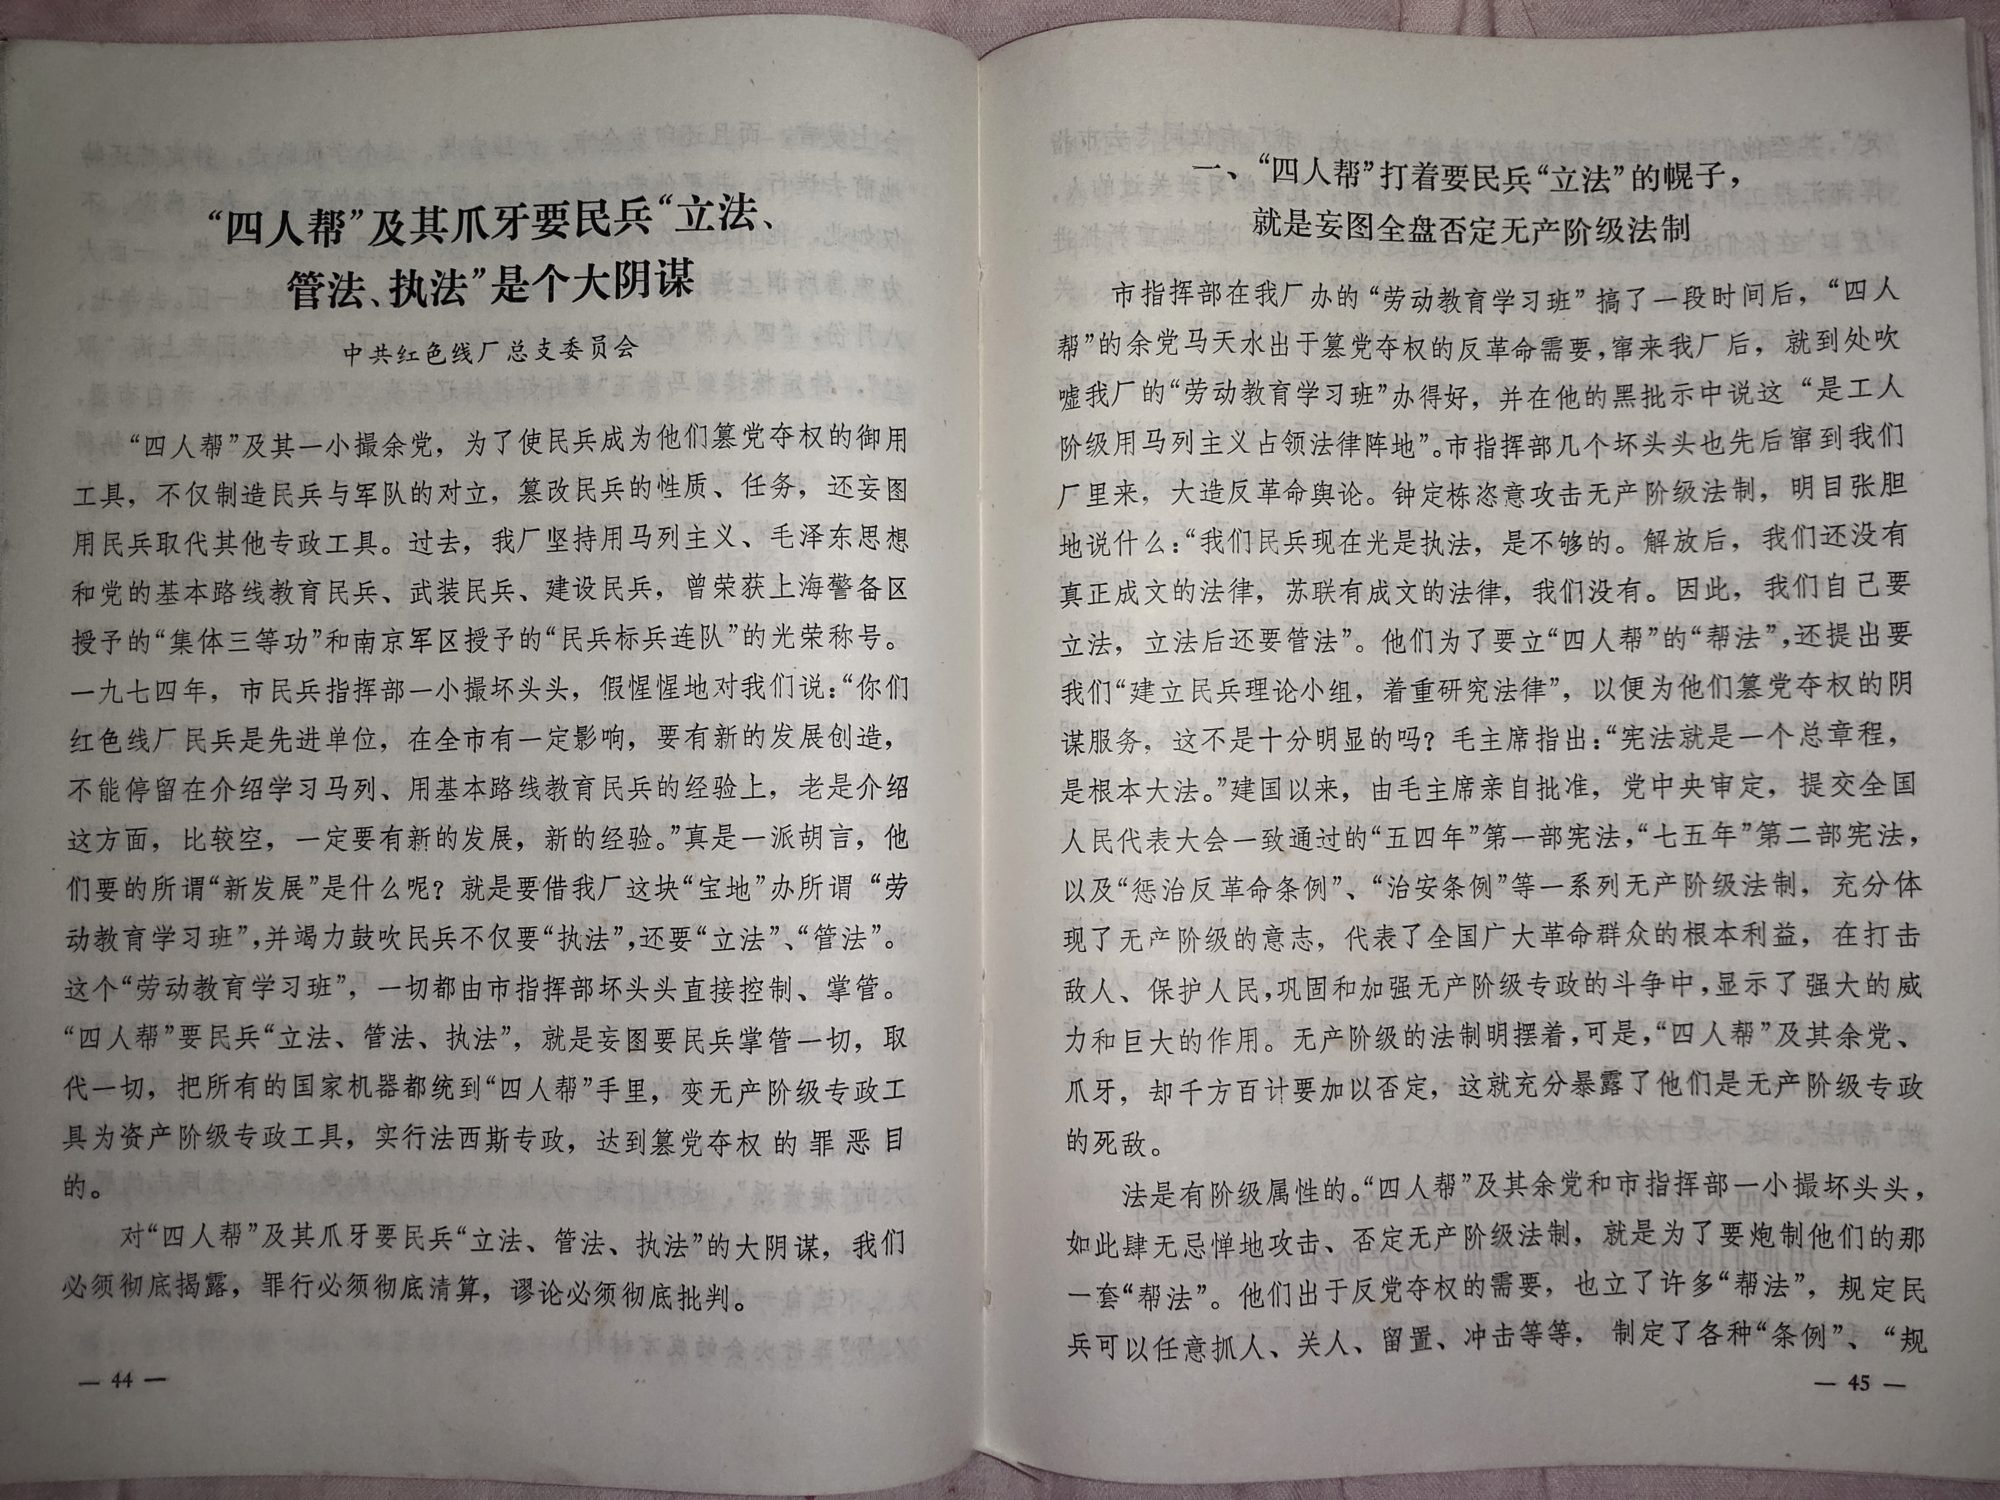 “四人帮”及其爪牙要民兵“立法、
管法、执法”是个大阴谋
中共红色线厂总支委员会
“四人帮”及其一小撮余党，为了使民兵成为他们篡党夺权的御用
工具，不仅制造民兵与军队的对立，篡改民兵的性质、任务，还妄图
用民兵取代其他专政工具。过去，我厂坚持用马列主义、毛泽东思想
和党的基本路线教育民兵、武装民兵、建设民兵，曾荣获上海警备区
授予的“集体三等功”和南京军区授予的“民兵标兵连队”的光荣称号。
一九七四年，市民兵指挥部一小撮坏头头，假惺惺地对我们说：“你们
红色线厂民兵是先进单位，在全市有一定影响，要有新的发展创造，
不能停留在介绍学习马列、用基本路线教育民兵的经验上，老是介绍
这方面，比较空，一定要有新的发展，新的经验。”真是一派胡言，他
们要的所谓“新发展”是什么呢？就是要借我厂这块“宝地”办所谓“劳
动教育学习班”，并竭力鼓吹民兵不仅要“执法”，还要“立法”、“管法”。
这个“劳动教育学习班”，一切都由市指挥部坏头头直接控制、掌管。
“四人帮”要民兵“立法、管法、执法”，就是妄图要民兵掌管一切，取
代一切，把所有的国家机器都统到“四人帮”手里，变无产阶级专政工
具为资产阶级专政工具，实行法西斯专政，达到篡党夺权的罪恶目
的。
对“四人帮”及其爪牙要民兵“立法、管法、执法”的大阴谋，我们
必须彻底揭露，罪行必须彻底清算，谬论必须彻底批判。
— 44 —
一、“四人帮”打着要民兵“立法”的幌子，
就是妄图全盘否定无产阶级法制
市指挥部在我厂办的“劳动教育学习班”搞了一段时间后，“四人
帮”的余党马天水出于篡党夺权的反革命需要，窜来我厂后，就到处吹
嘘我厂的“劳动教育学习班”办得好，并在他的黑批示中说这“是工人
阶级用马列主义占领法律阵地”。市指挥部几个坏头头也先后窜到我们
厂里来，大造反革命舆论。钟定栋恣意攻击无产阶级法制，明目张胆
地说什么：“我们民兵现在光是执法，是不够的。解放后，我们还没有
真正成文的法律，苏联有成文的法律，我们没有。因此，我们自己要
立法，立法后还要管法”。他们为了要立“四人帮”的“帮法”，还提出要
我们“建立民兵理论小组，着重研究法律”，以便为他们篡党夺权的阴
谋服务，这不是十分明显的吗？毛主席指出：“宪法就是一个总章程，
是根本大法。”建国以来，由毛主席亲自批准，党中央审定，提交全国
人民代表大会一致通过的“五四年”第一部宪法，“七五年”第二部宪法，
以及“惩治反革命条例”、“治安条例”等一系列无产阶级法制，充分体
现了无产阶级的意志，代表了全国广大革命群众的根本利益，在打击
敌人、保护人民，巩固和加强无产阶级专政的斗争中，显示了强大的威
力和巨大的作用。无产阶级的法制明摆着，可是，“四人帮”及其余党、
爪牙，却千方百计要加以否定，这就充分暴露了他们是无产阶级专政
的死敌。
法是有阶级属性的。“四人帮”及其余党和市指挥部一小撮坏头头，
如此肆无忌惮地攻击、否定无产阶级法制，就是为了要炮制他们的那
一套“帮法”。他们出于反党夺权的需要，也立了许多“帮法”，规定民
兵可以任意抓人、关人、留置、冲击等等，制定了各种“条例”、“规
— 45 —